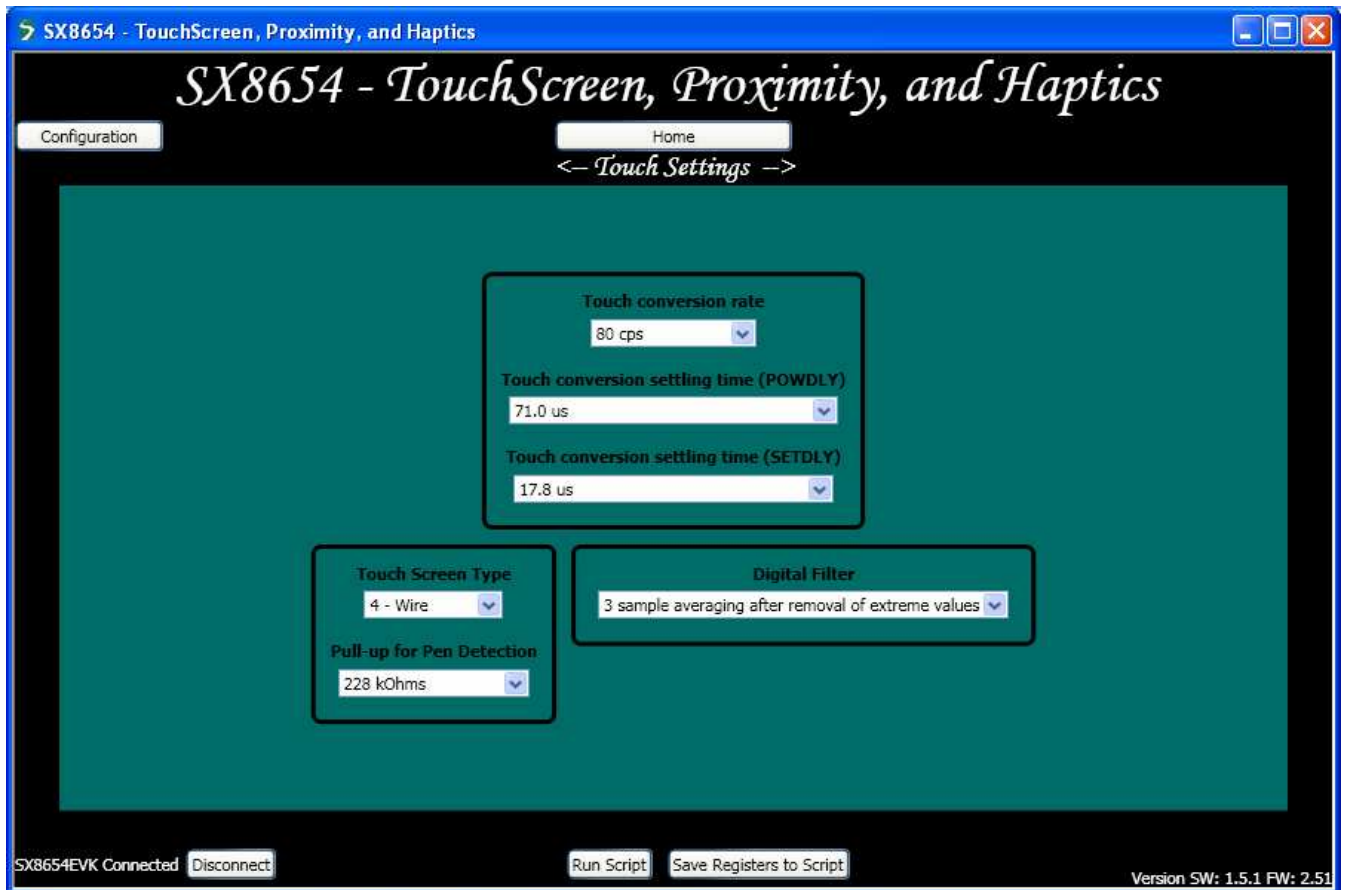 SX8654 - TouchScreen, Proximity, and Haptics
SX8654 - TouchScreen, Proximity, and Haptics
Configuration
Home
<-- Touch Settings -->
Touch conversion rate
80 cps
Touch conversion settling time (POWDLY)
71.0 us
Touch conversion settling time (SETDLY)
17.8 us
Touch Screen Type
4 - Wire
Pull-up for Pen Detection
228 kOhms
Digital Filter
3 sample averaging after removal of extreme values
SX8654EVK Connected
Disconnect
Run Script
Save Registers to Script
Version SW: 1.5.1 FW: 2.51